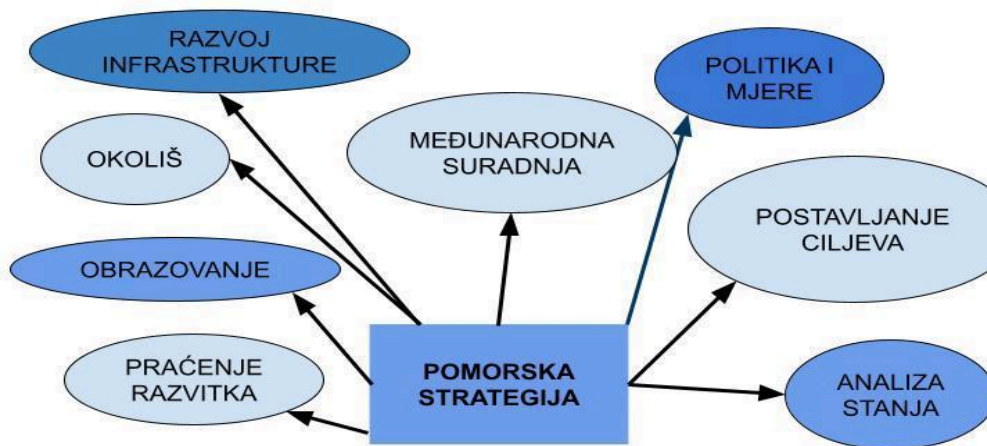 RAZVOJ
INFRASTRUKTURE
POLITIKA I
MJERE
OKOLIŠ
MEĐUNARODNA
SURADNJA
POSTAVLJANJE
CILJEVA
OBRAZOVANJE
PRAĆENJE
RAZVITKA
POMORSKA
STRATEGIJA
ANALIZA
STANJA